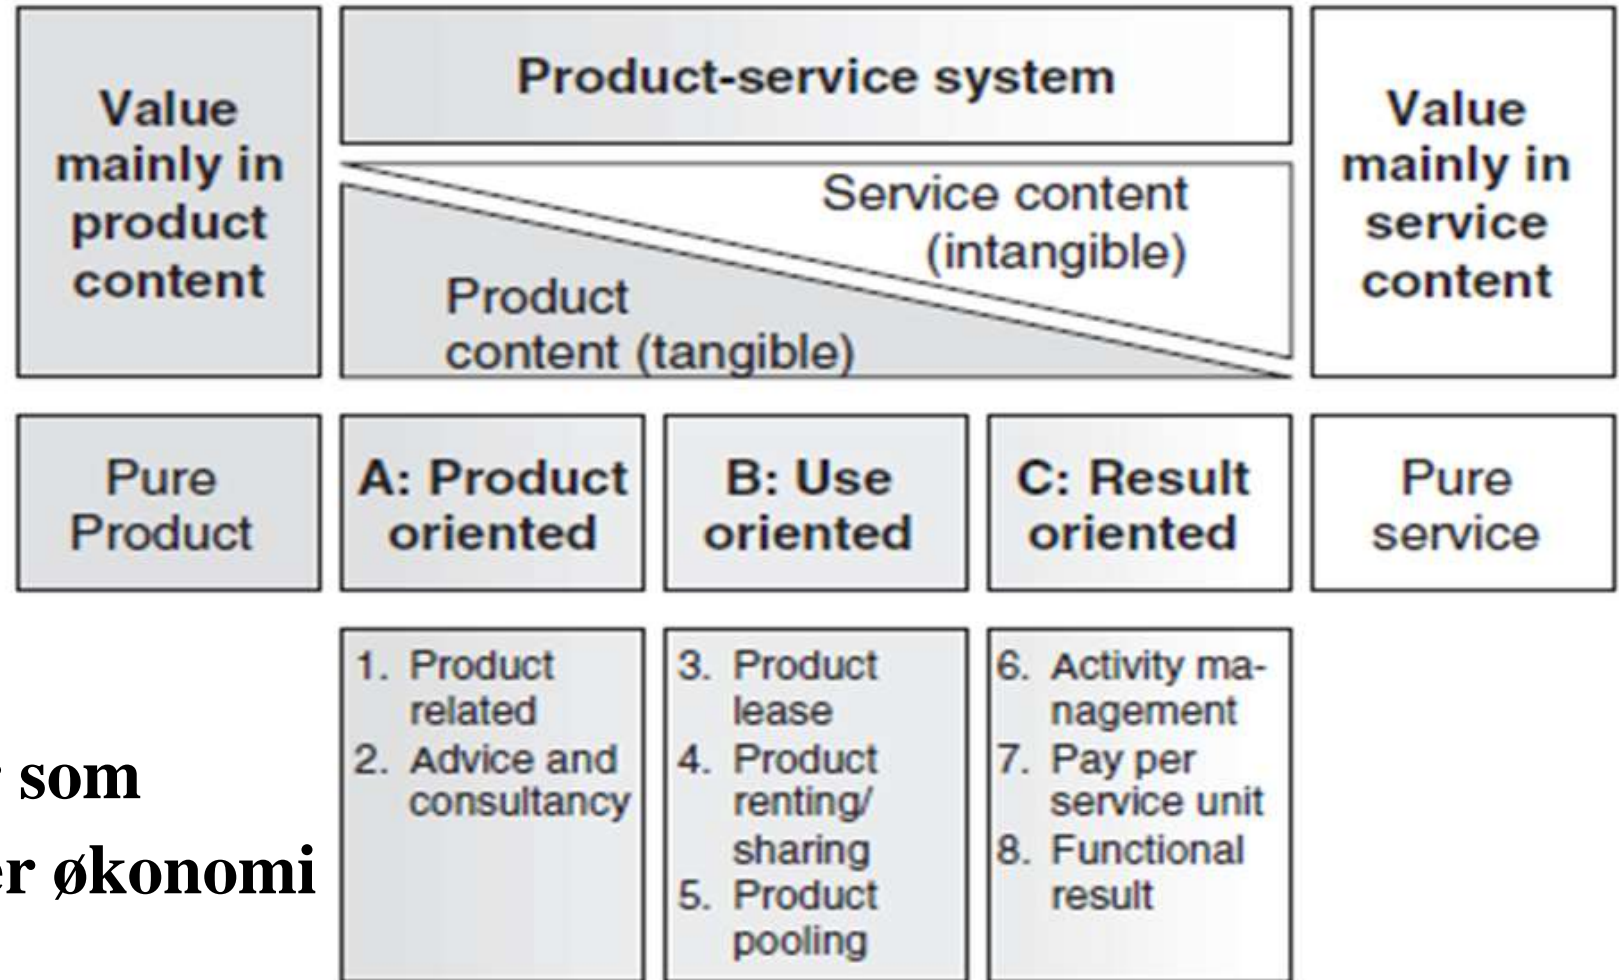 Value
mainly in
product
content
Product-service system
Service content
(intangible)
Product
content (tangible)
Value
mainly in
service
content
Pure
Product
A: Product
oriented
B: Use
oriented
C: Result
oriented
Pure
service
1. Product
related
2. Advice and
consultancy
3. Product
lease
4. Product
renting/
sharing
5. Product
pooling
6. Activity ma-
nagement
7. Pay per
service unit
8. Functional
result
som
økonomi